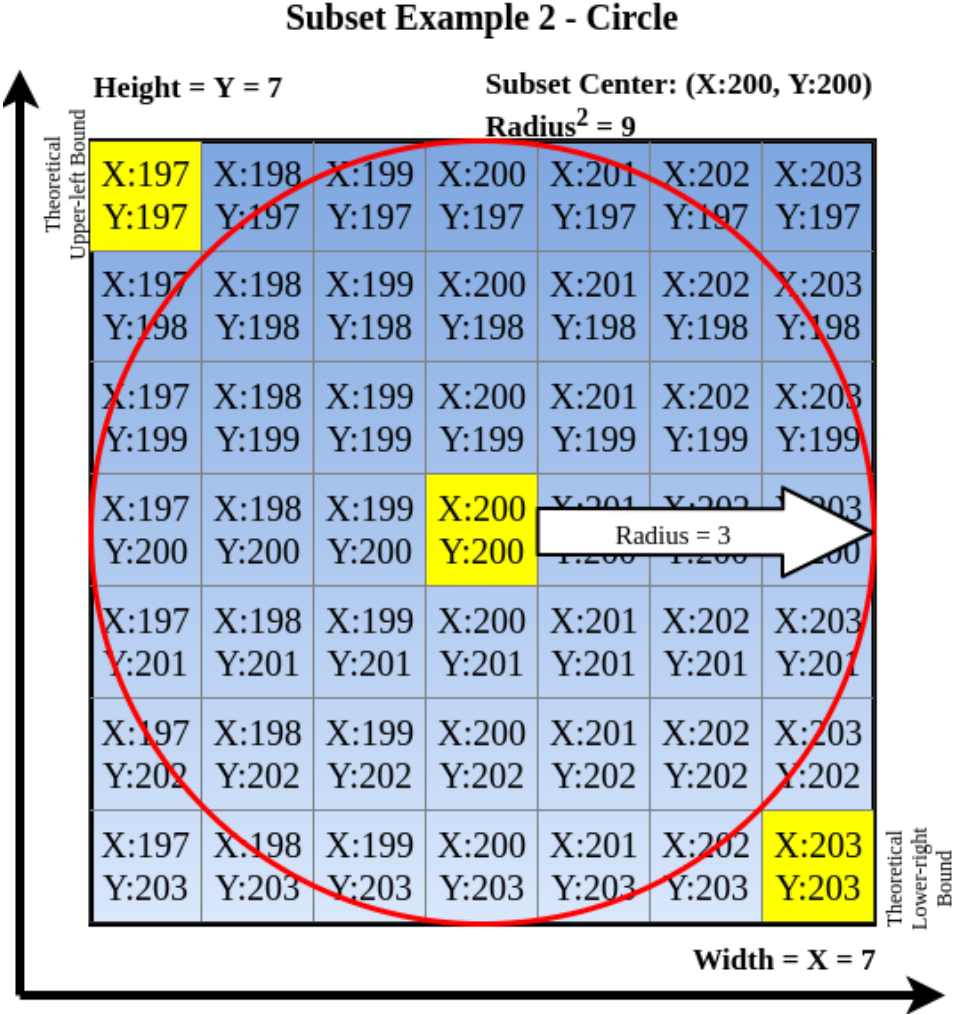 Subset Example 2 - Circle
Height = Y = 7
Subset Center: (X:200, Y:200)
Radius² = 9
Theoretical
Upper-left Bound
X:197 X:198 X:199 X:200 X:201 X:202 X:203
Y:197 Y:197 Y:197 Y:197 Y:197 Y:197 Y:197
X:197 X:198 X:199 X:200 X:201 X:202 X:203
Y:198 Y:198 Y:198 Y:198 Y:198 Y:198 Y:198
X:197 X:198 X:199 X:200 X:201 X:202 X:203
Y:199 Y:199 Y:199 Y:199 Y:199 Y:199 Y:199
X:197 X:198 X:199 X:200 X:201 X:202 X:203
Radius = 3
Y:200 Y:200 Y:200 Y:200 Y:200 Y:200 Y:200
X:197 X:198 X:199 X:200 X:201 X:202 X:203
Y:201 Y:201 Y:201 Y:201 Y:201 Y:201 Y:201
X:197 X:198 X:199 X:200 X:201 X:202 X:203
Y:202 Y:202 Y:202 Y:202 Y:202 Y:202 Y:202
X:197 X:198 X:199 X:200 X:201 X:202 X:203
Y:203 Y:203 Y:203 Y:203 Y:203 Y:203 Y:203
Theoretical
Lower-right
Bound
Width = X = 7